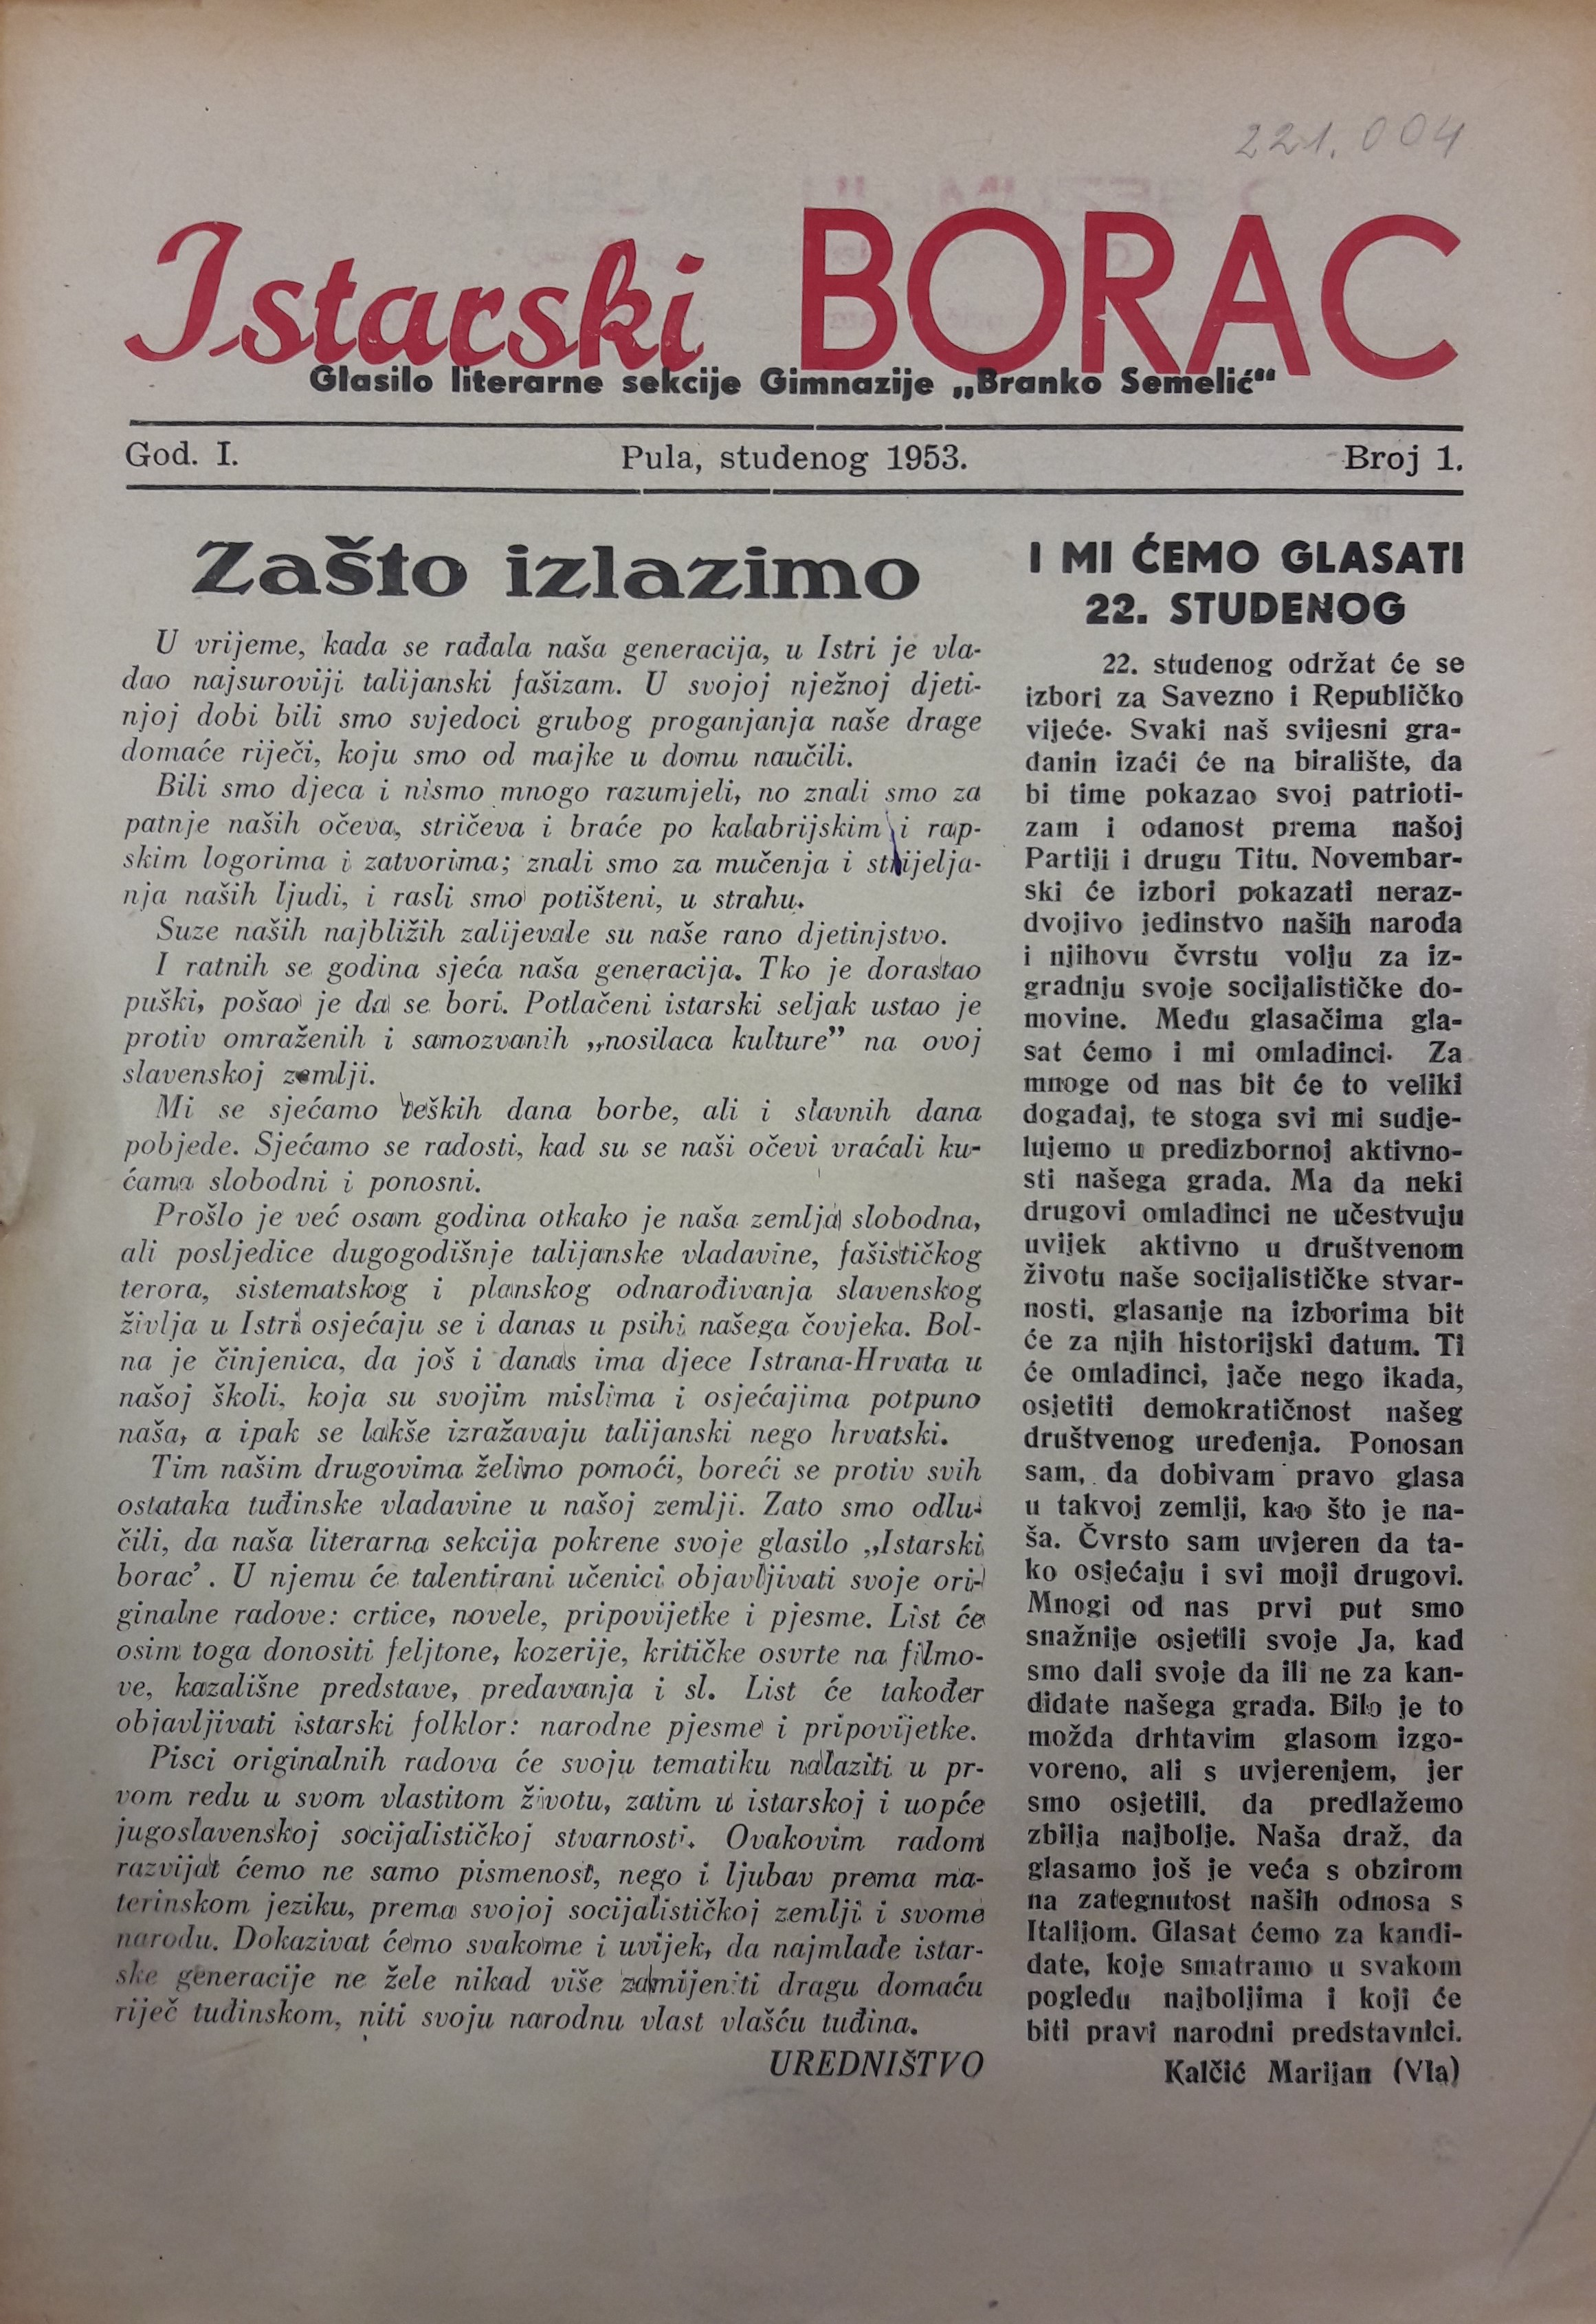 221.004
Istarski BORAC
Glasilo literarne sekcije Gimnazije „Branko Semelić“
God. I.
Pula, studenog 1953.
Broj 1.
Zašto izlazimo
U vrijeme, kada se rađala naša generacija, u Istri je vla-
dao najsuroviji talijanski fašizam. U svojoj nježnoj djeti-
njoj dobi bili smo svjedoci grubog proganjanja naše drage
domaće riječi, koju smo od majke u domu naučili.
Bili smo djeca i nismo mnogo razumjeli, no znali smo za
patnje naših očeva, stričeva i braće po kalabrijskim i rap-
skim logorima i zatvorima; znali smo za mučenja i strijelja-
nja naših ljudi, i rasli smo potišteni, u strahu.
Suze naših najbližih zalijevale su naše rano djetinjstvo.
I ratnih se godina sjeća naša generacija. Tko je dorastao
puški, pošao je da se bori. Potlačeni istarski seljak ustao je
protiv omraženih i samozvanih „nosilaca kulture” na ovoj
slavenskoj zemlji.
Mi se sjećamo teških dana borbe, ali i slavnih dana
pobjede. Sjećamo se radosti, kad su se naši očevi vraćali ku-
ćama slobodni i ponosni.
Prošlo je već osam godina otkako je naša zemlja slobodna,
ali posljedice dugogodišnje talijanske vladavine, fašističkog
terora, sistematskog i planskog odnarođivanja slavenskog
življa u Istri osjećaju se i danas u psihi našega čovjeka. Bol-
na je činjenica, da još i danas ima djece Istrana-Hrvata u
našoj školi, koja su svojim mislima i osjećajima potpuno
naša, a ipak se lakše izražavaju talijanski nego hrvatski.
Tim našim drugovima želimo pomoći, boreći se protiv svih
ostataka tuđinske vladavine u našoj zemlji. Zato smo odlu-
čili, da naša literarna sekcija pokrene svoje glasilo „Istarski
borac’. U njemu će talentirani učenici objavljivati svoje ori-
ginalne radove: crtice, novele, pripovijetke i pjesme. List će
osim toga donositi feljtone, kozerije, kritičke osvrte na filmo-
ve, kazališne predstave, predavanja i sl. List će također
objavljivati istarski folklor: narodne pjesme i pripovijetke.
Pisci originalnih radova će svoju tematiku nalaziti u pr-
vom redu u svom vlastitom životu, zatim u istarskoj i uopće
jugoslavenskoj socijalističkoj stvarnosti. Ovakovim radom
razvijat ćemo ne samo pismenost, nego i ljubav prema ma-
terinskom jeziku, prema svojoj socijalističkoj zemlji i svome
narodu. Dokazivat ćemo svakome i uvijek, da najmlađe istar-
ske generacije ne žele nikad više zamijeniti dragu domaću
riječ tuđinskom, niti svoju narodnu vlast vlašću tuđina.
UREDNIŠTVO
I MI ĆEMO GLASATI
22. STUDENOG
22. studenog održat će se
izbori za Savezno i Republičko
vijeće. Svaki naš svijesni gra-
đanin izaći će na biralište, da
bi time pokazao svoj patrioti-
zam i odanost prema našoj
Partiji i drugu Titu. Novembar-
ski će izbori pokazati neraz-
dvojivo jedinstvo naših naroda
i njihovu čvrstu volju za iz-
gradnju svoje socijalističke do-
movine. Među glasačima gla-
sat ćemo i mi omladinci. Za
mnoge od nas bit će to veliki
događaj, te stoga svi mi sudje-
lujemo u predizbornoj aktivno-
sti našega grada. Ma da neki
drugovi omladinci ne učestvuju
uvijek aktivno u društvenom
životu naše socijalističke stvar-
nosti, glasanje na izborima bit
će za njih historijski datum. Ti
će omladinci, jače nego ikada,
osjetiti demokratičnost našeg
društvenog uređenja. Ponosan
sam, da dobivam pravo glasa
u takvoj zemlji, kao što je na-
ša. Čvrsto sam uvjeren da ta-
ko osjećaju i svi moji drugovi.
Mnogi od nas prvi put smo
snažnije osjetili svoje Ja, kad
smo dali svoje da ili ne za kan-
didate našega grada. Bilo je to
možda drhtavim glasom izgo-
voreno, ali s uvjerenjem, jer
smo osjetili, da predlažemo
zbilja najbolje. Naša draž, da
glasamo još je veća s obzirom
na zategnutost naših odnosa s
Italijom. Glasat ćemo za kandi-
date, koje smatramo u svakom
pogledu najboljima i koji će
biti pravi narodni predstavnici.
Kalčić Marijan (VIa)